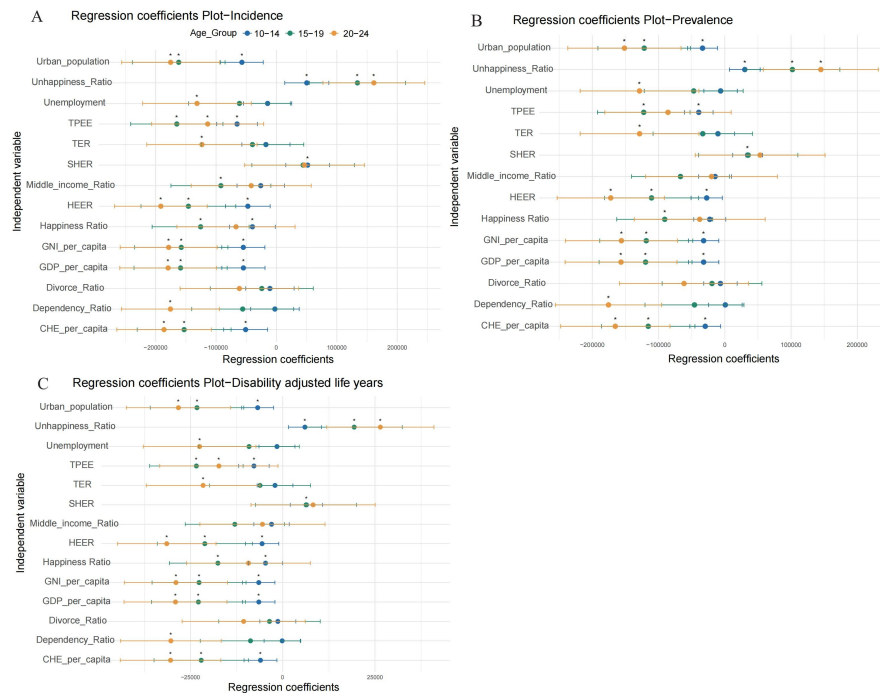 A Regression coefficients Plot-Incidence
Age_Group 10-14 15-19 20-24
Independent variable
Urban_population
Unhappiness_Ratio
Unemployment
TPEE
TER
SHER
Middle_income_Ratio
HEER
Happiness Ratio
GNI_per_capita
GDP_per_capita
Divorce_Ratio
Dependency_Ratio
CHE_per_capita
-200000 -100000 0 100000 200000
Regression coefficients
B Regression coefficients Plot-Prevalence
Independent variable
Urban_population
Unhappiness_Ratio
Unemployment
TPEE
TER
SHER
Middle_income_Ratio
HEER
Happiness Ratio
GNI_per_capita
GDP_per_capita
Divorce_Ratio
Dependency_Ratio
CHE_per_capita
-200000 -100000 0 100000 200000
Regression coefficients
C Regression coefficients Plot-Disability adjusted life years
Independent variable
Urban_population
Unhappiness_Ratio
Unemployment
TPEE
TER
SHER
Middle_income_Ratio
HEER
Happiness Ratio
GNI_per_capita
GDP_per_capita
Divorce_Ratio
Dependency_Ratio
CHE_per_capita
-25000 0 25000
Regression coefficients